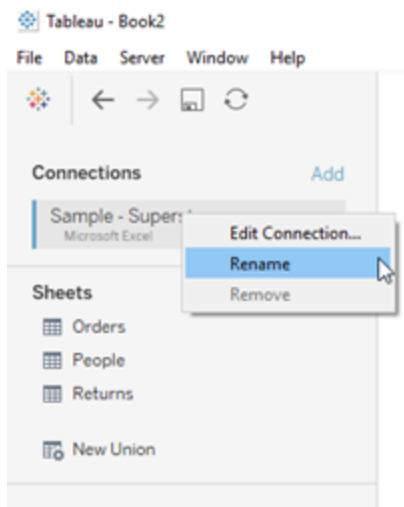 Tableau - Book2
File Data Server Window Help
Connections Add
Sample - Supers
Microsoft Excel
Edit Connection...
Rename
Remove
Sheets
Orders
People
Returns
New Union